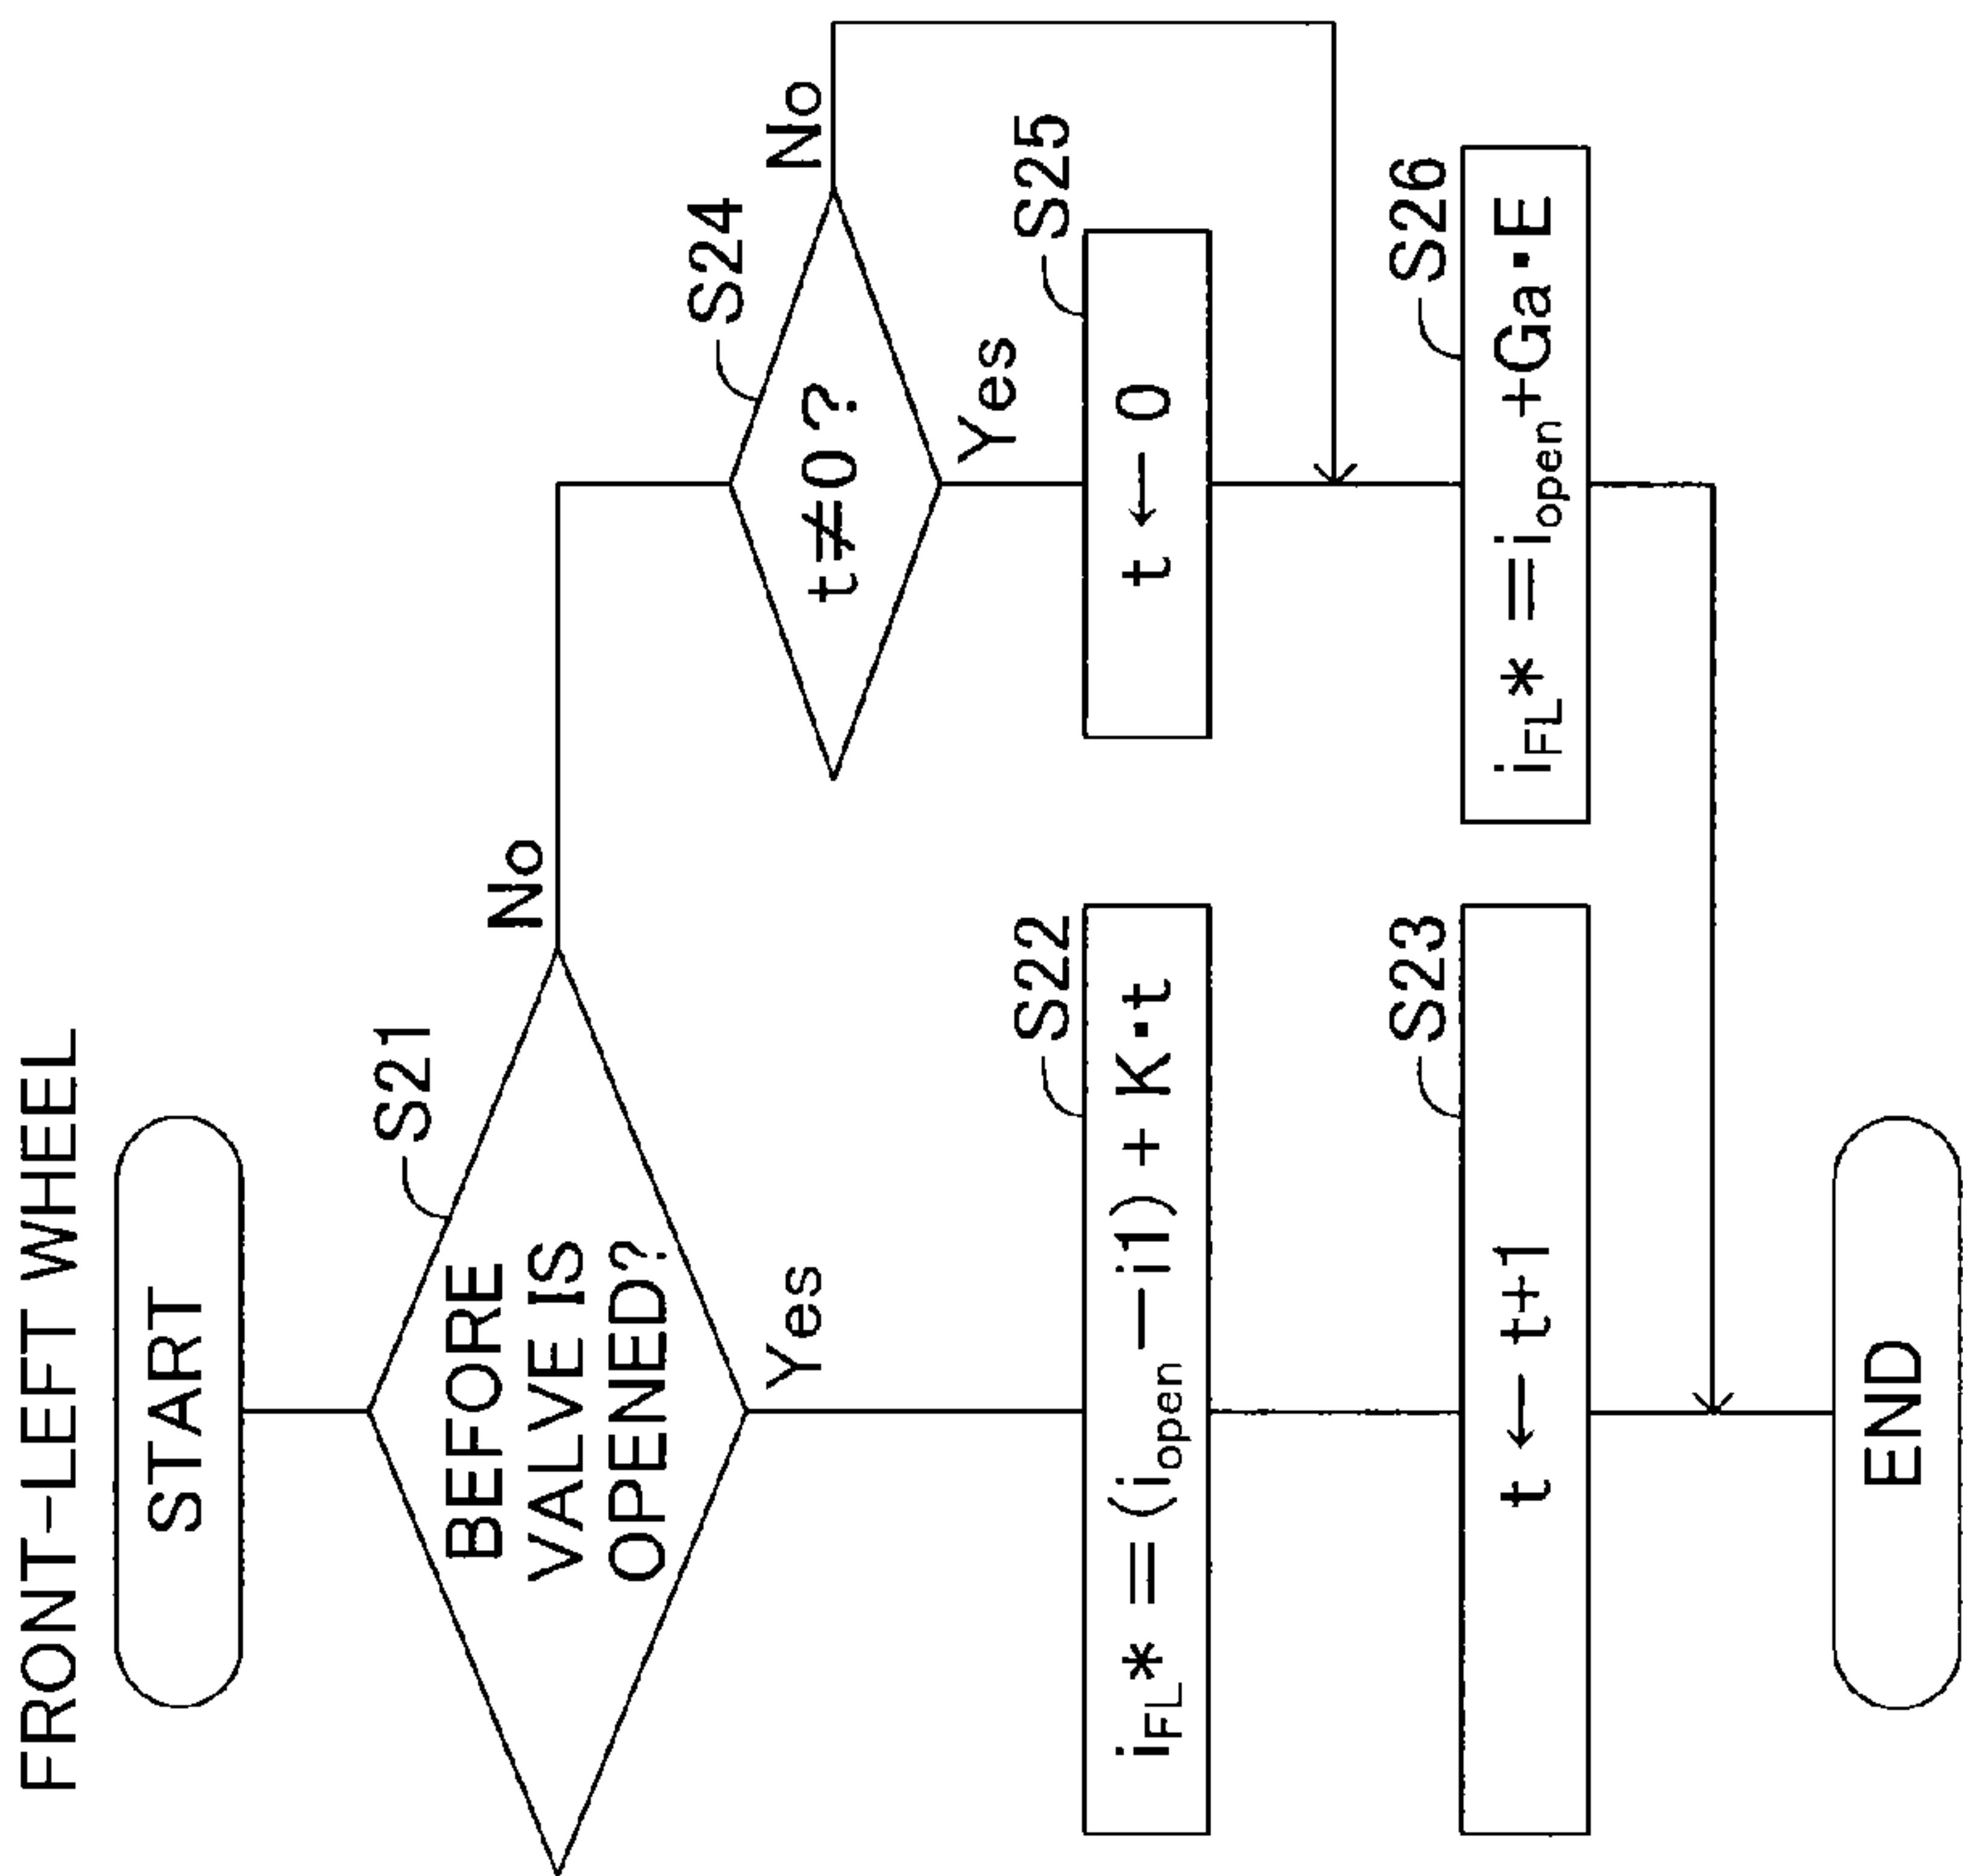 FRONT-LEFT WHEEL
START
S21
BEFORE
VALVE IS
OPENED?
No
Yes
S22
iFL* =(iopen−i1)+K·t
S23
t ← t+1
S24
t≠0?
No
Yes
S25
t ← 0
S26
iFL* =iopen+Ga·E
END